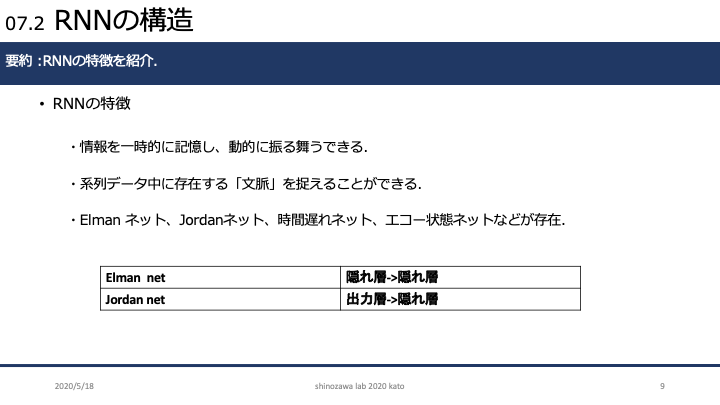 07.2 RNNの構造
要約 :RNNの特徴を紹介.
• RNNの特徴
・情報を一時的に記憶し、動的に振る舞うできる.
・系列データ中に存在する「文脈」を捉えることができる.
・Elman ネット、Jordanネット、時間遅れネット、エコー状態ネットなどが存在.
Elman net 隠れ層->隠れ層
Jordan net 出力層->隠れ層
2020/5/18 shinozawa lab 2020 kato 9